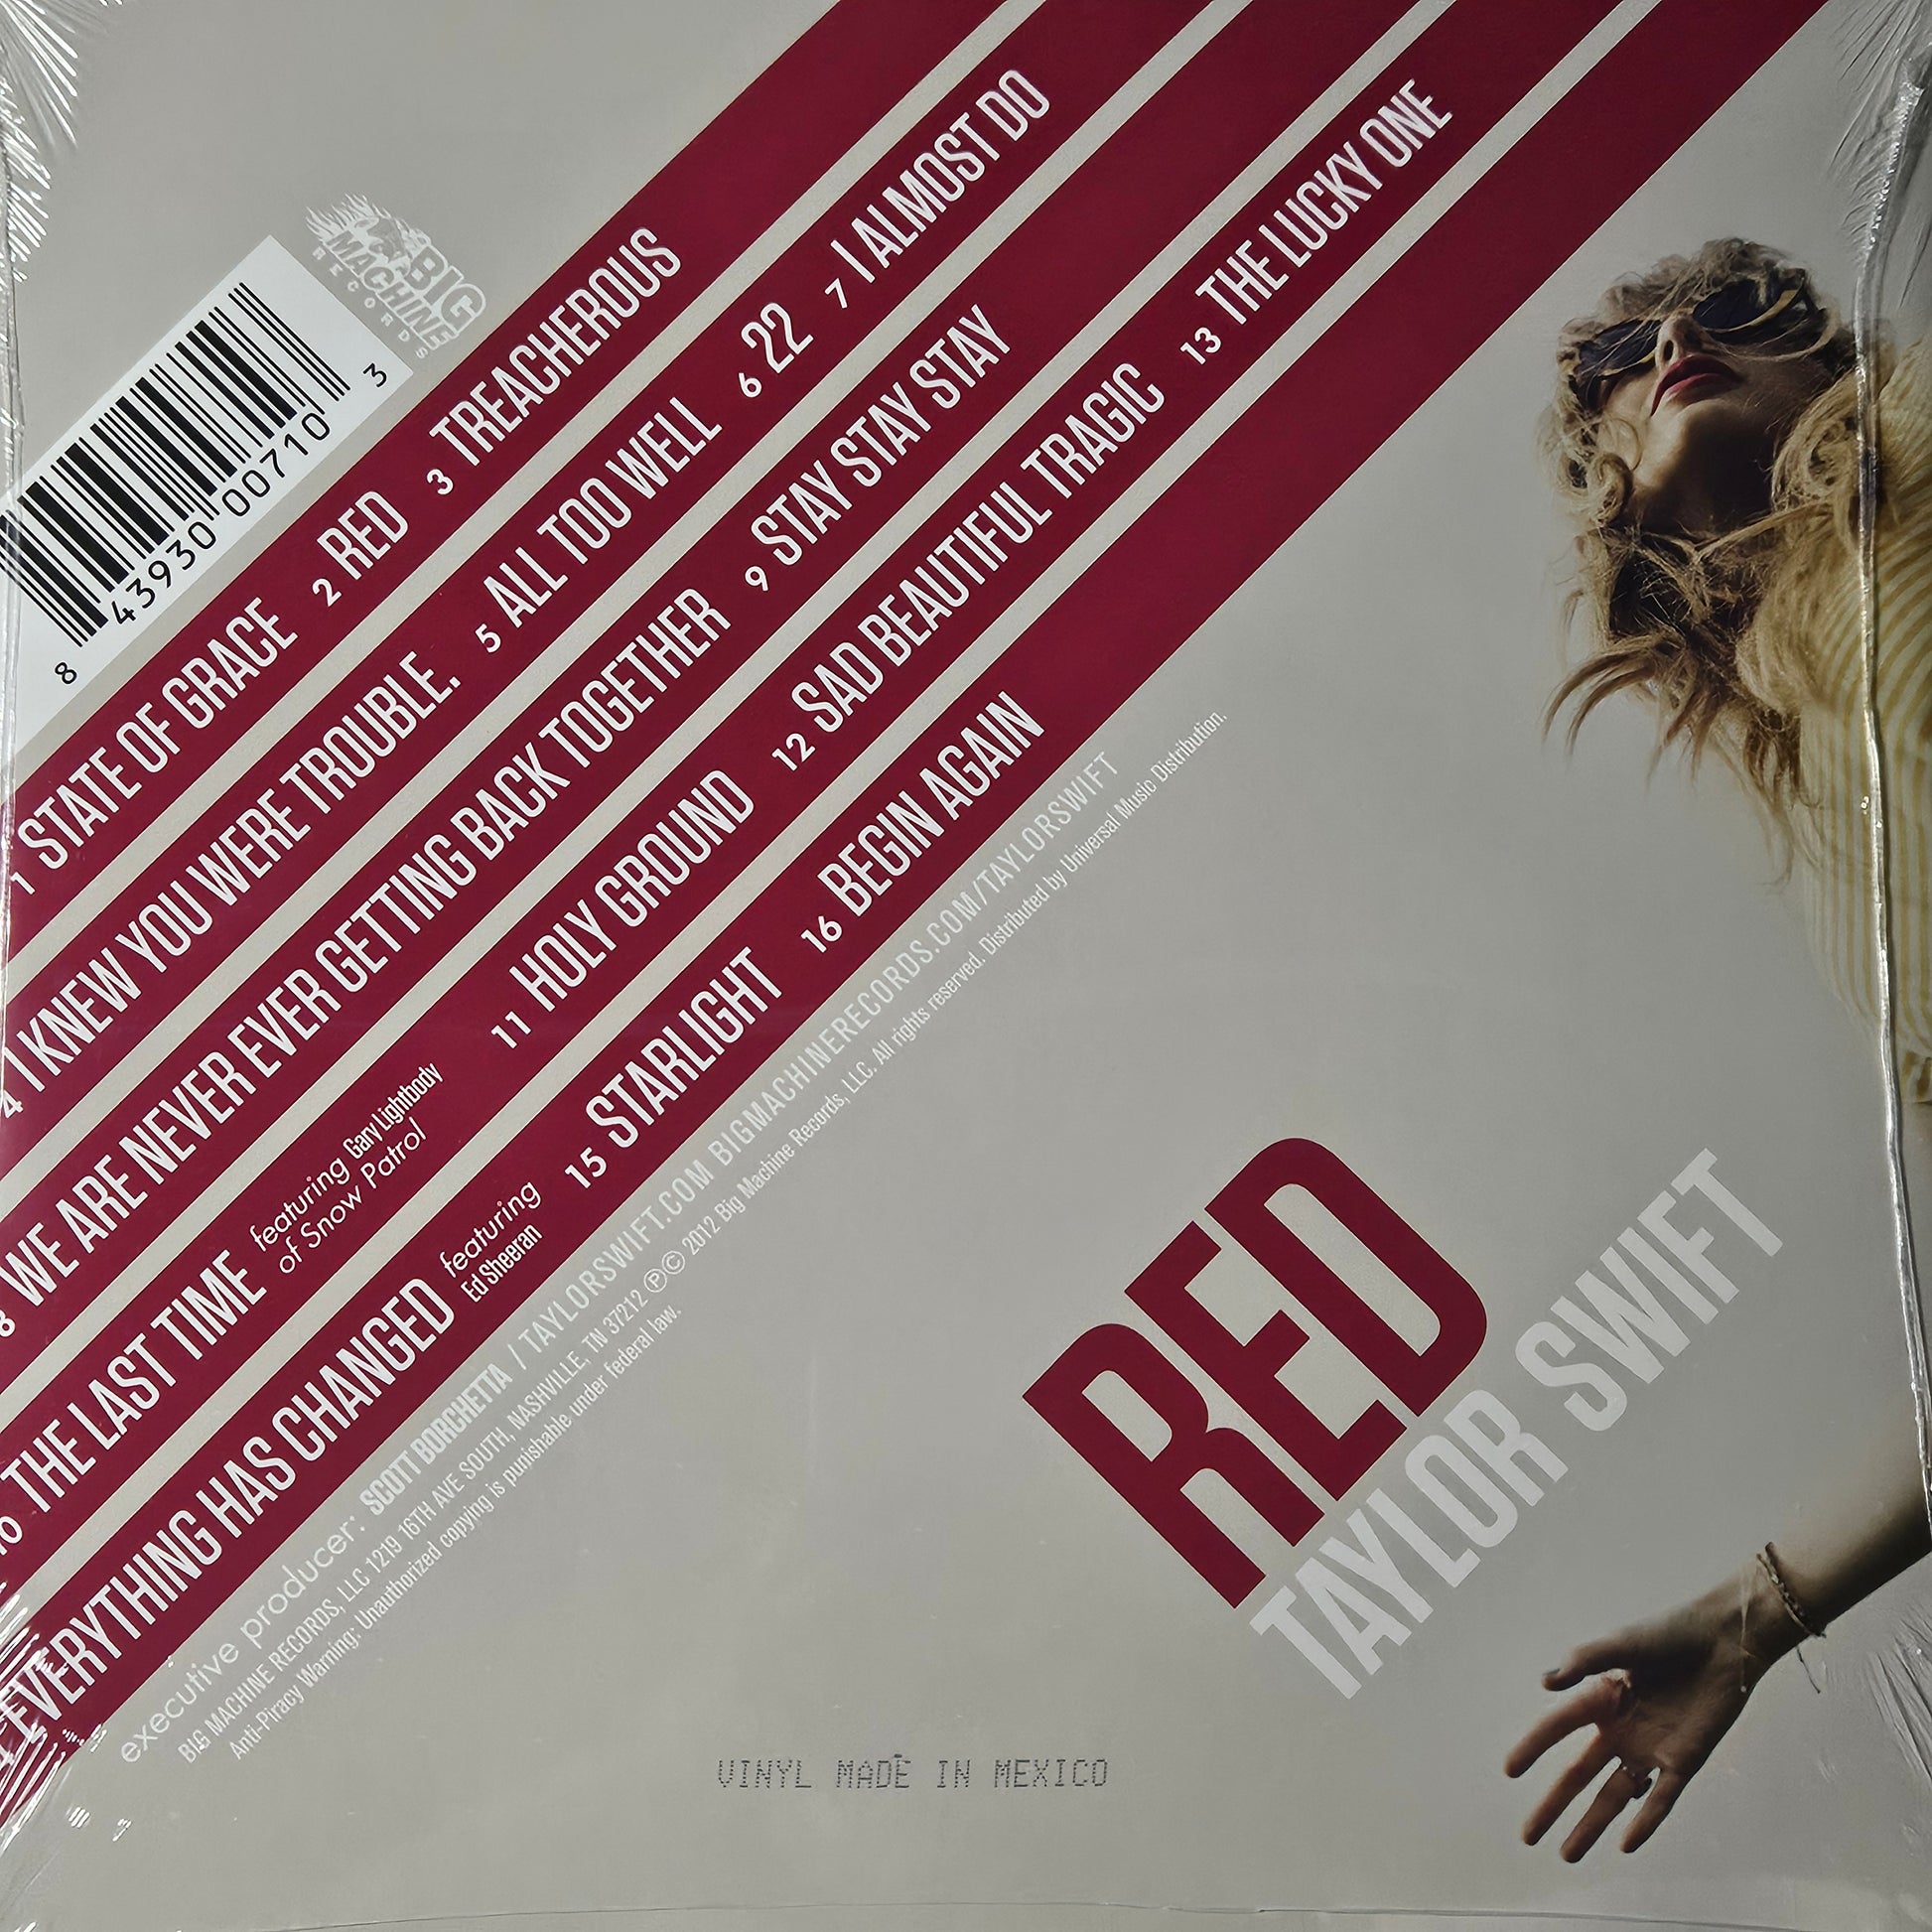 BIG
MACHINE
RECORDS
8 43930 00710 3
1 STATE OF GRACE 2 RED 3 TREACHEROUS
4 I KNEW YOU WERE TROUBLE. 5 ALL TOO WELL 6 22 7 I ALMOST DO
8 WE ARE NEVER EVER GETTING BACK TOGETHER 9 STAY STAY STAY
10 THE LAST TIME featuring Gary Lightbody
of Snow Patrol
11 HOLY GROUND 12 SAD BEAUTIFUL TRAGIC 13 THE LUCKY ONE
EVERYTHING HAS CHANGED featuring
Ed Sheeran
15 STARLIGHT 16 BEGIN AGAIN
executive producer: SCOTT BORCHETTA / TAYLORSWIFT.COM BIGMACHINERECORDS.COM/TAYLORSWIFT
BIG MACHINE RECORDS, LLC 1219 16TH AVE SOUTH, NASHVILLE, TN 37212 ℗© 2012 Big Machine Records, LLC. All rights reserved. Distributed by Universal Music Distribution.
Anti-Piracy Warning: Unauthorized copying is punishable under federal law.
RED
TAYLOR SWIFT
VINYL MADE IN MEXICO